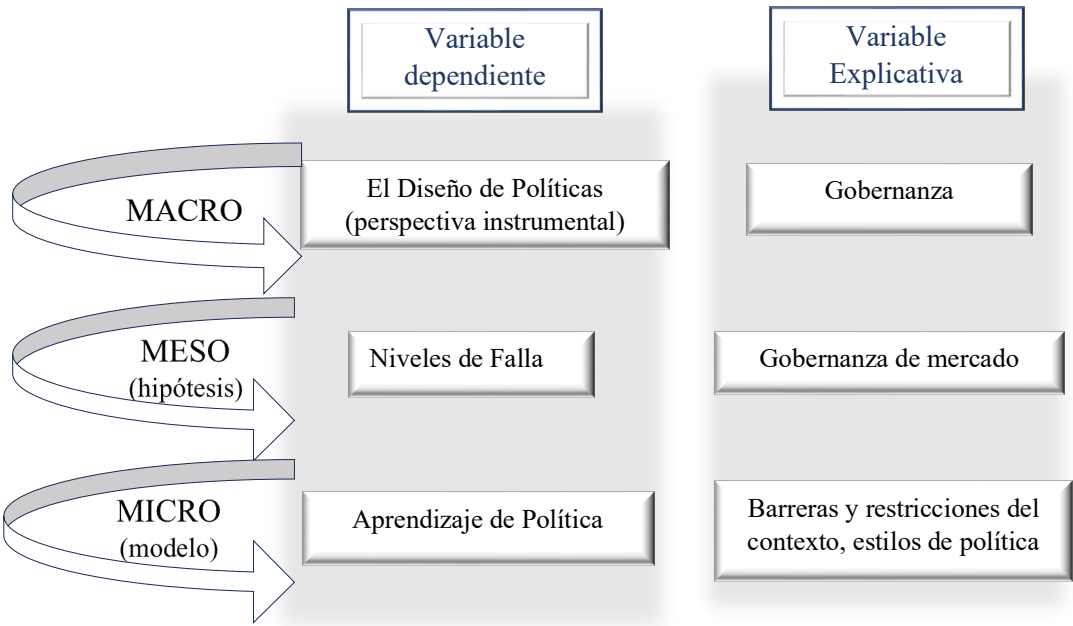 Variable
dependiente
Variable
Explicativa
MACRO
El Diseño de Políticas
(perspectiva instrumental)
Gobernanza
MESO
(hipótesis)
Niveles de Falla
Gobernanza de mercado
MICRO
(modelo)
Aprendizaje de Política
Barreras y restricciones del
contexto, estilos de política